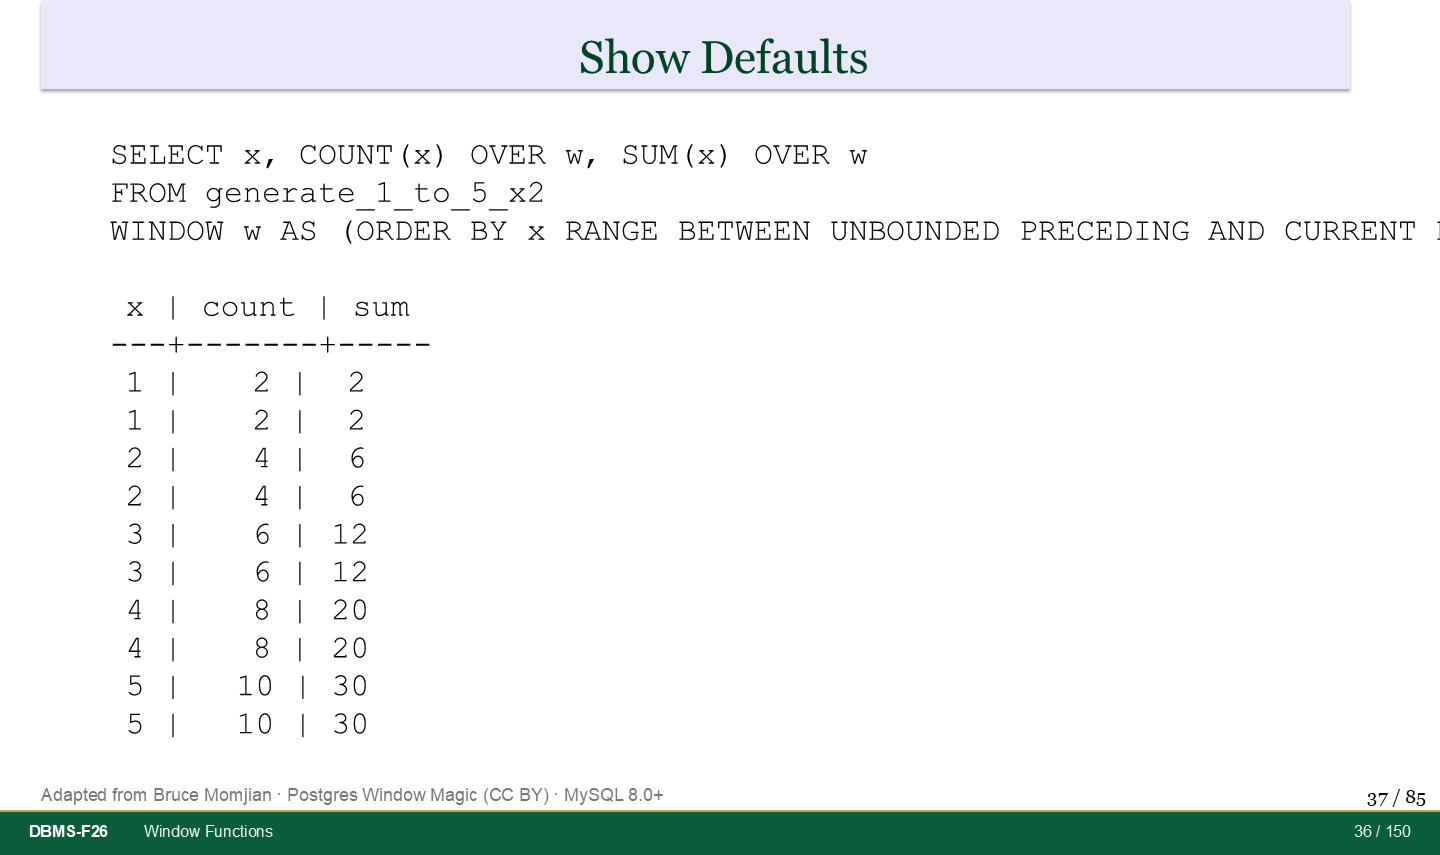 Show Defaults
SELECT x, COUNT(x) OVER w, SUM(x) OVER w
FROM generate_1_to_5_x2
WINDOW w AS (ORDER BY x RANGE BETWEEN UNBOUNDED PRECEDING AND CURRENT
x | count | sum
---+-------+-----
1 | 2 | 2
1 | 2 | 2
2 | 4 | 6
2 | 4 | 6
3 | 6 | 12
3 | 6 | 12
4 | 8 | 20
4 | 8 | 20
5 | 10 | 30
5 | 10 | 30
Adapted from Bruce Momjian · Postgres Window Magic (CC BY) · MySQL 8.0+
37 / 85
DBMS-F26 Window Functions 36 / 150